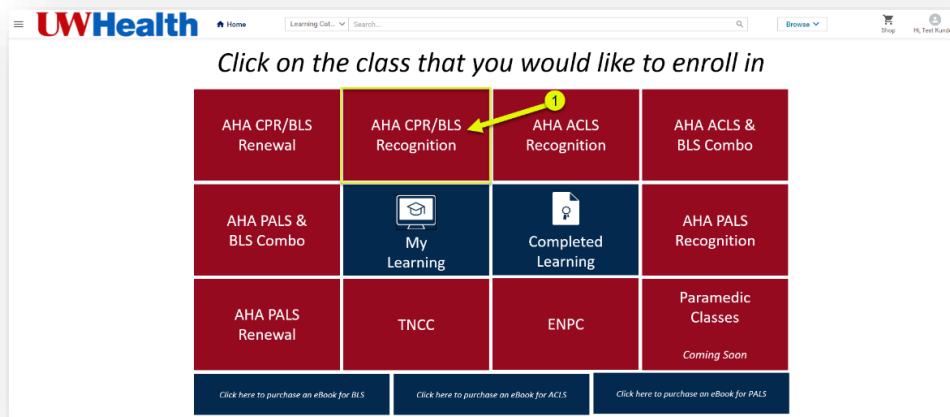 UWHealth
Home
Learning Cat...
Search...
Browse
Shop
Hi, Test Kunde
Click on the class that you would like to enroll in
1
AHA CPR/BLS
Renewal
AHA CPR/BLS
Recognition
AHA ACLS
Recognition
AHA ACLS &
BLS Combo
AHA PALS &
BLS Combo
My
Learning
Completed
Learning
AHA PALS
Recognition
AHA PALS
Renewal
TNCC
ENPC
Paramedic
Classes
Coming Soon
Click here to purchase an eBook for BLS
Click here to purchase an eBook for ACLS
Click here to purchase an eBook for PALS